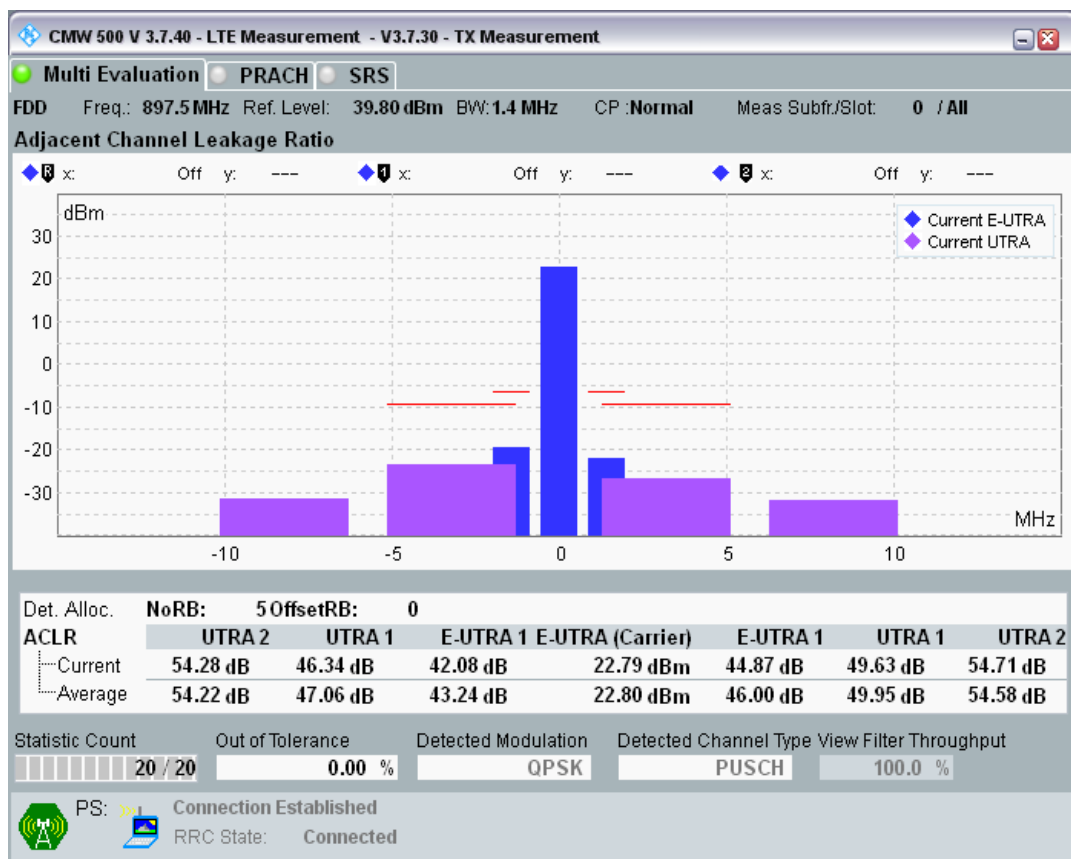 CMW 500 V 3.7.40 - LTE Measurement - V3.7.30 - TX Measurement
Multi Evaluation PRACH SRS
FDD Freq.: 897.5 MHz Ref. Level: 39.80 dBm BW: 1.4 MHz CP :Normal Meas Subfr./Slot: 0 / All
Adjacent Channel Leakage Ratio
R x: Off y: --- 1 x: Off y: --- 2 x: Off y: ---
dBm
Current E-UTRA
Current UTRA
30
20
10
0
-10
-20
-30
MHz
-10 -5 0 5 10
Det. Alloc. NoRB: 5 OffsetRB: 0
ACLR UTRA 2 UTRA 1 E-UTRA 1 E-UTRA (Carrier) E-UTRA 1 UTRA 1 UTRA 2
Current 54.28 dB 46.34 dB 42.08 dB 22.79 dBm 44.87 dB 49.63 dB 54.71 dB
Average 54.22 dB 47.06 dB 43.24 dB 22.80 dBm 46.00 dB 49.95 dB 54.58 dB
Statistic Count Out of Tolerance Detected Modulation Detected Channel Type View Filter Throughput
20 / 20 0.00 % QPSK PUSCH 100.0 %
PS: Connection Established
RRC State: Connected